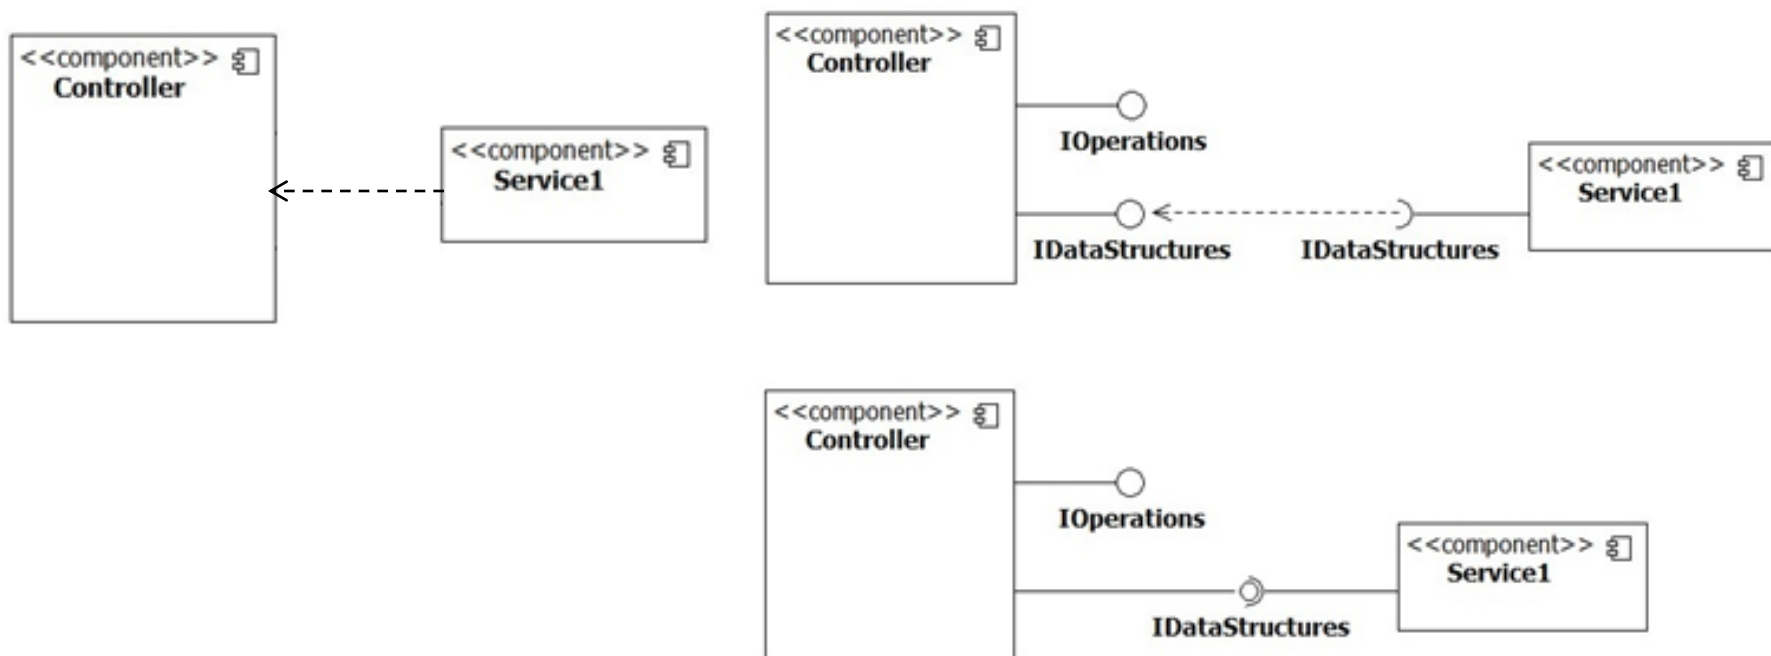 <<component>>
Controller
<<component>>
Service1
<<component>>
Controller
IOperations
IDataStructures
IDataStructures
<<component>>
Service1
<<component>>
Controller
IOperations
IDataStructures
<<component>>
Service1